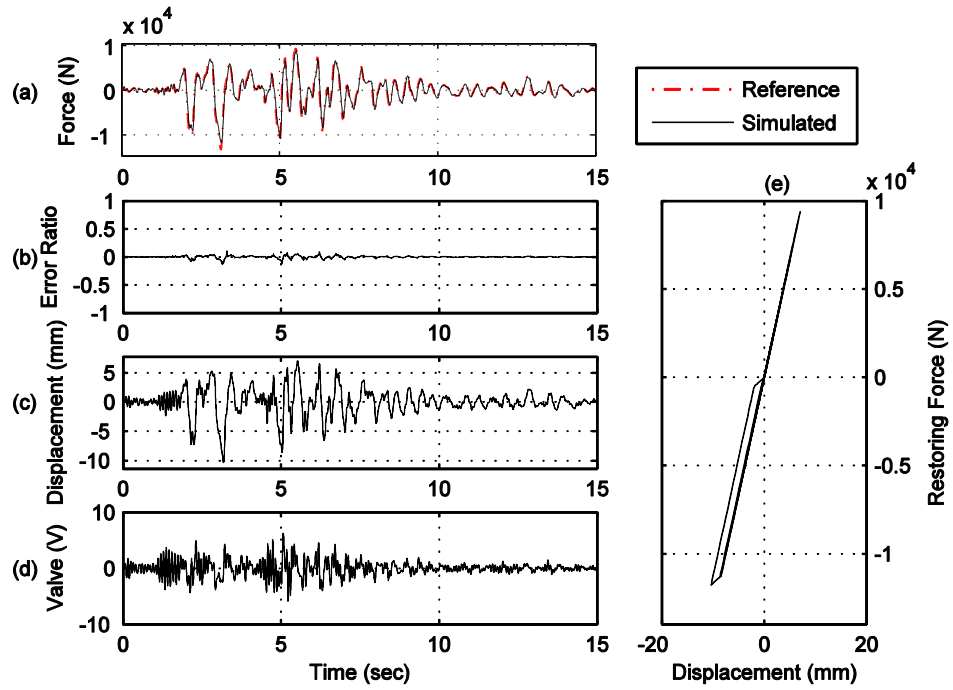 x 10^4
1
0
-1
Force (N)
(a)
0
5
10
15
Reference
Simulated
1
0.5
0
-0.5
-1
Error Ratio
(b)
0
5
10
15
5
0
-5
-10
Displacement (mm)
(c)
0
5
10
15
10
0
-10
Valve (V)
(d)
0
5
10
15
Time (sec)
(e)
x 10^4
1
0.5
0
-0.5
-1
Restoring Force (N)
-20
0
20
Displacement (mm)